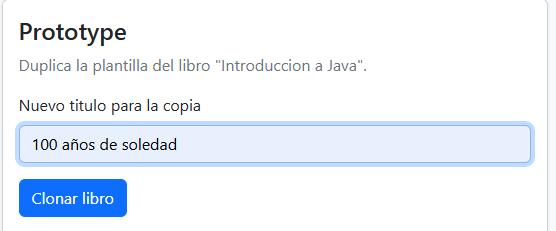 Prototype
Duplica la plantilla del libro "Introduccion a Java".
Nuevo titulo para la copia
100 años de soledad
Clonar libro